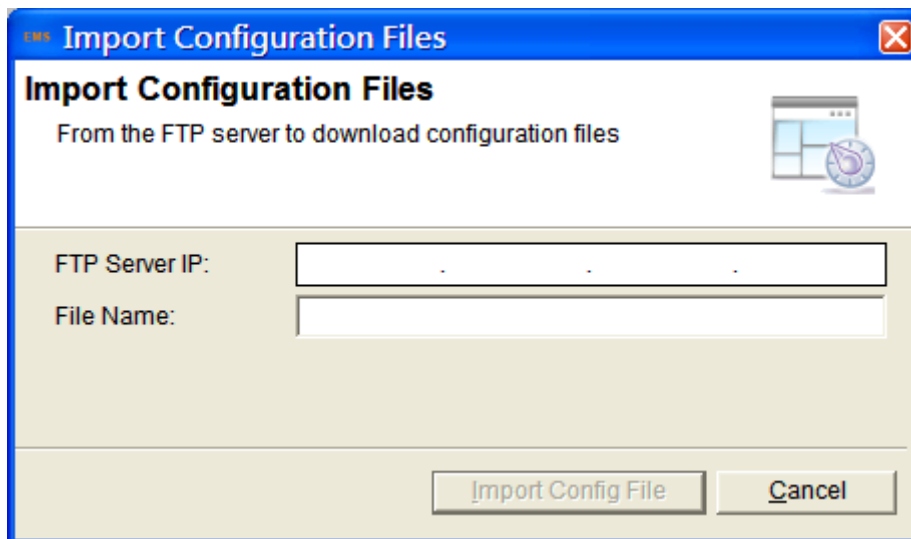 EMS Import Configuration Files
Import Configuration Files
From the FTP server to download configuration files
FTP Server IP: . . .
File Name:
Import Config File Cancel